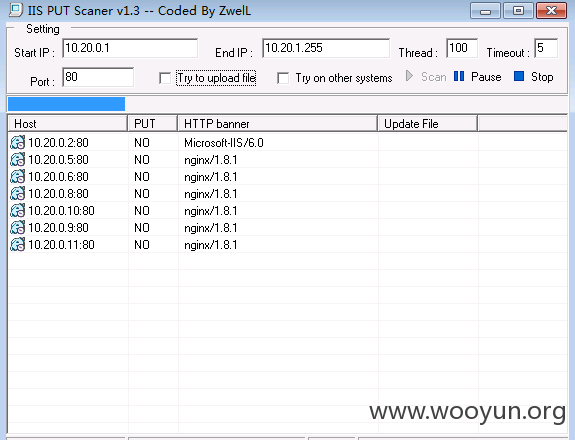 IIS PUT Scaner v1.3 -- Coded By ZwelL
Setting
Start IP : 10.20.0.1 End IP : 10.20.1.255 Thread : 100 Timeout : 5
Port : 80 Try to upload file Try on other systems Scan Pause Stop
Host PUT HTTP banner Update File
10.20.0.2:80 NO Microsoft-IIS/6.0
10.20.0.5:80 NO nginx/1.8.1
10.20.0.6:80 NO nginx/1.8.1
10.20.0.8:80 NO nginx/1.8.1
10.20.0.10:80 NO nginx/1.8.1
10.20.0.9:80 NO nginx/1.8.1
10.20.0.11:80 NO nginx/1.8.1
www.wooyun.org